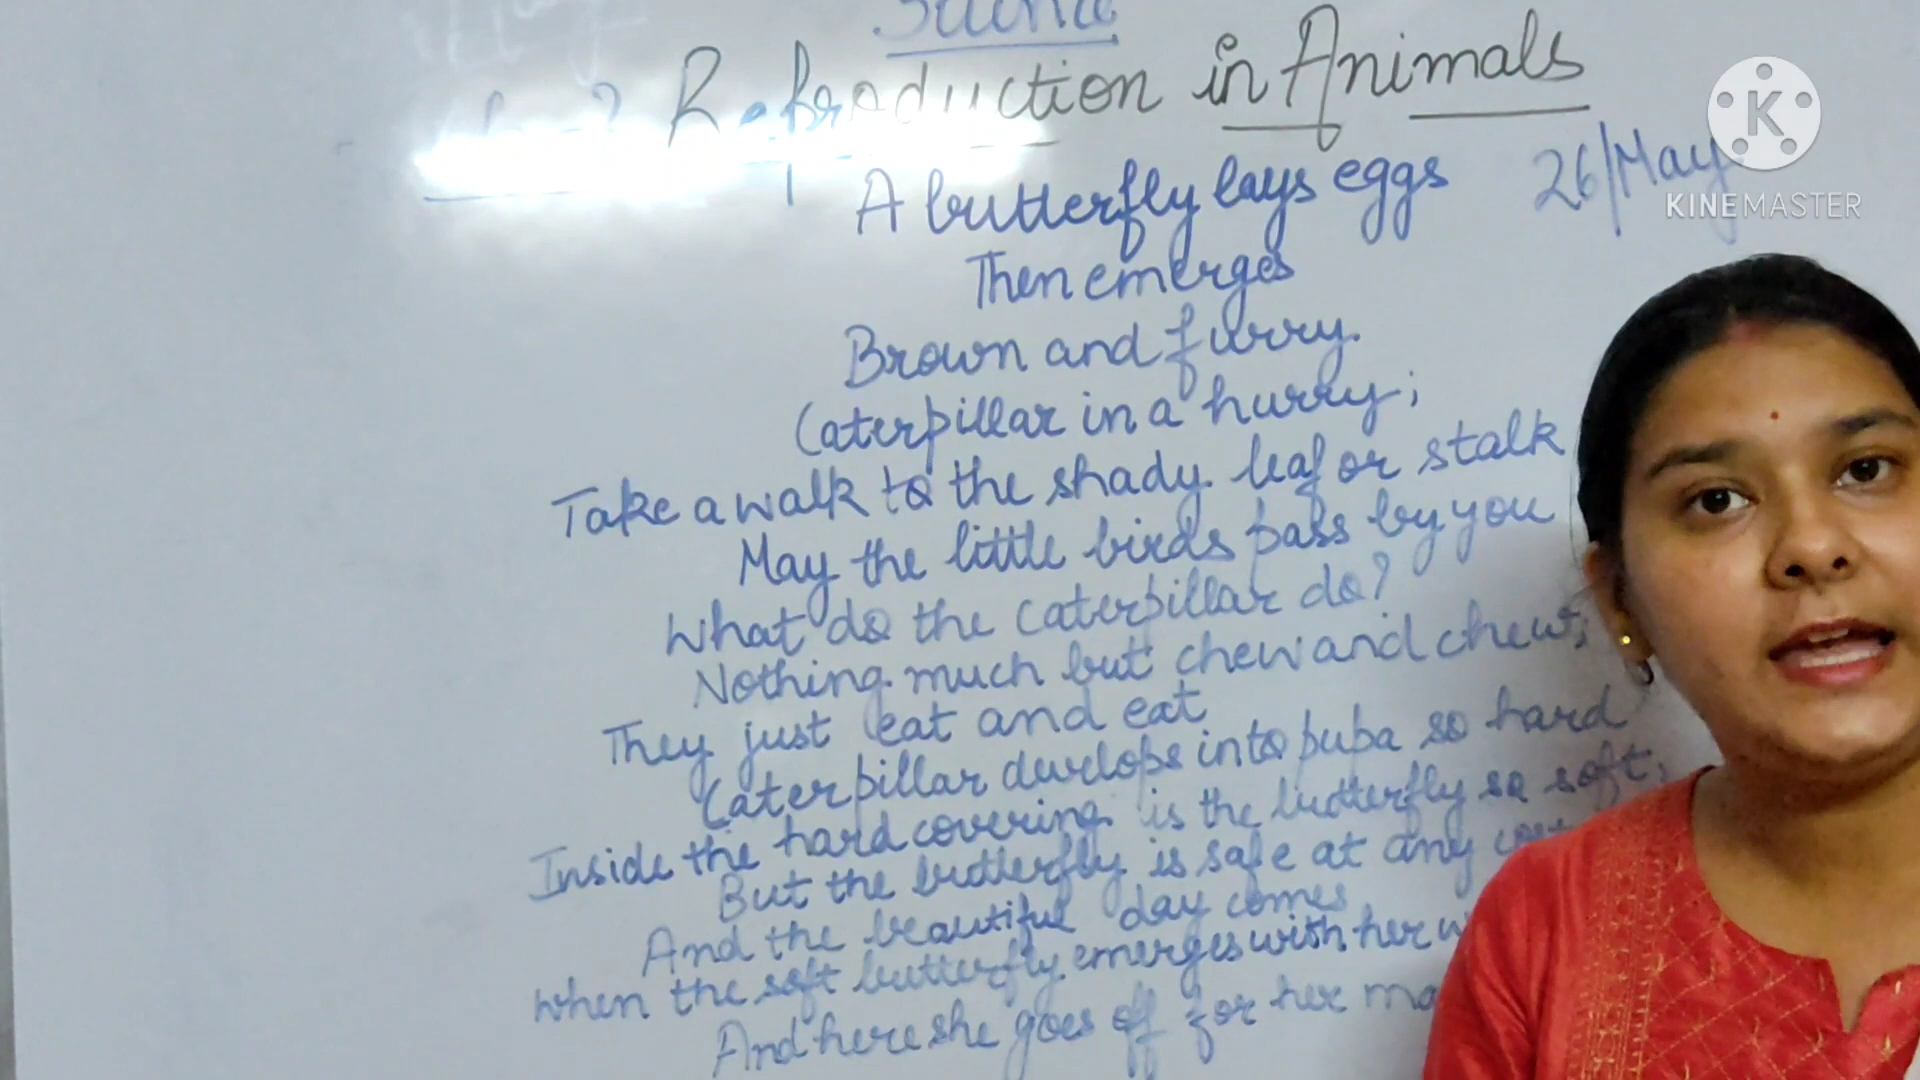 Science
Reproduction in Animals
26/May
A butterfly lays eggs
Then emerges
Brown and furry.
Caterpillar in a hurry;
Take a walk to the shady leaf or stalk
May the little birds pass by you
What do the caterpillar do?
Nothing much but chew and chew;
They just eat and eat
Caterpillar devlops into pupa so hard
Inside the hard covering is the butterfly so soft;
But the butterfly is safe at any
And the beautiful day comes
When the soft butterfly emerges with her
And here she goes off for her
K
KINEMASTER